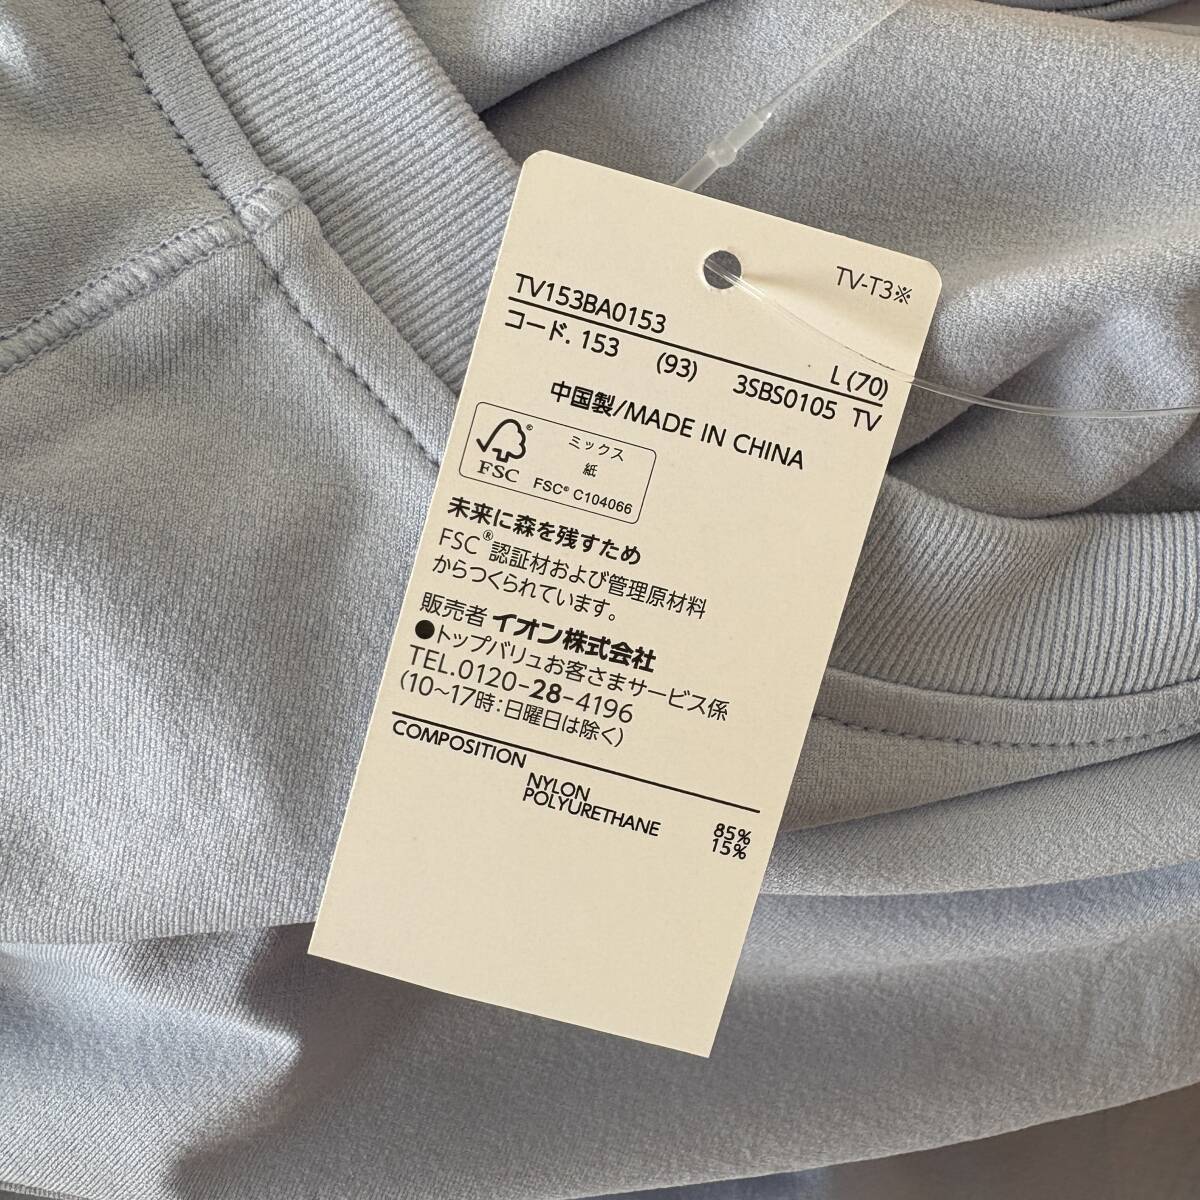 TV-T3※
TV153BA0153 L(70)
コード. 153 (93) 3SBS0105 TV
中国製/MADE IN CHINA
FSC®
ミックス
紙
FSC® C104066
未来に森を残すため
FSC®認証材および管理原材料
からつくられています。
販売者 イオン株式会社
●トップバリュお客さまサービス係
TEL.0120-28-4196
(10~17時:日曜日は除く)
COMPOSITION
NYLON 85%
POLYURETHANE 15%